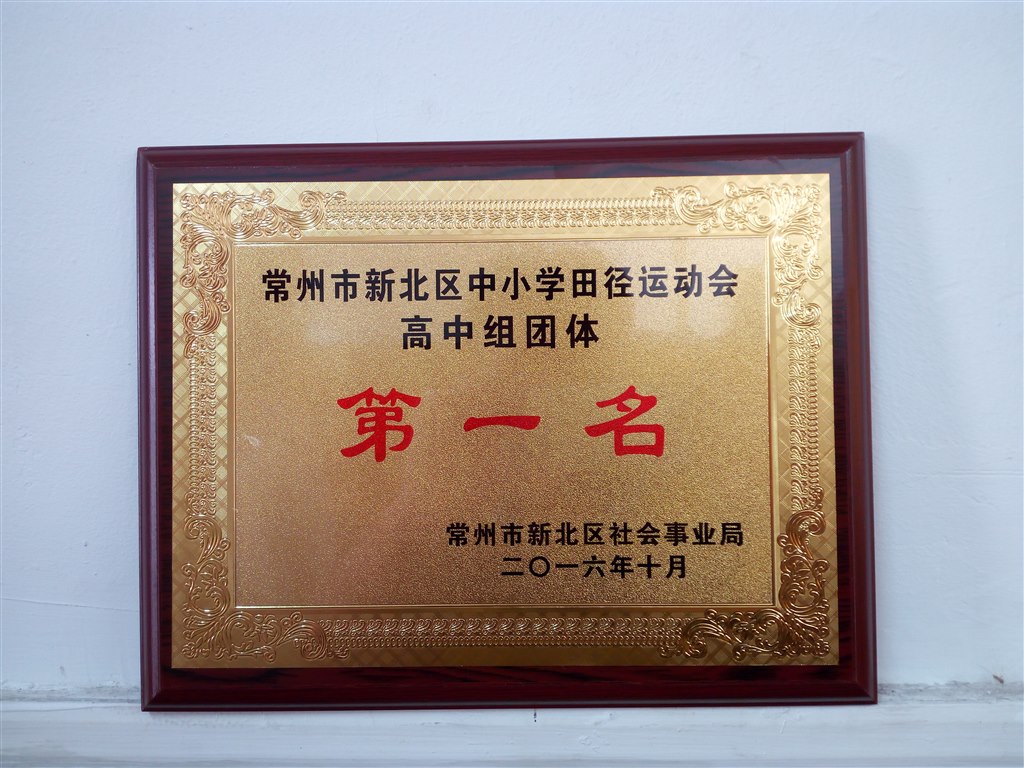 常州市新北区中小学田径运动会
高中组团体
第一名
常州市新北区社会事业局
二〇一六年十月